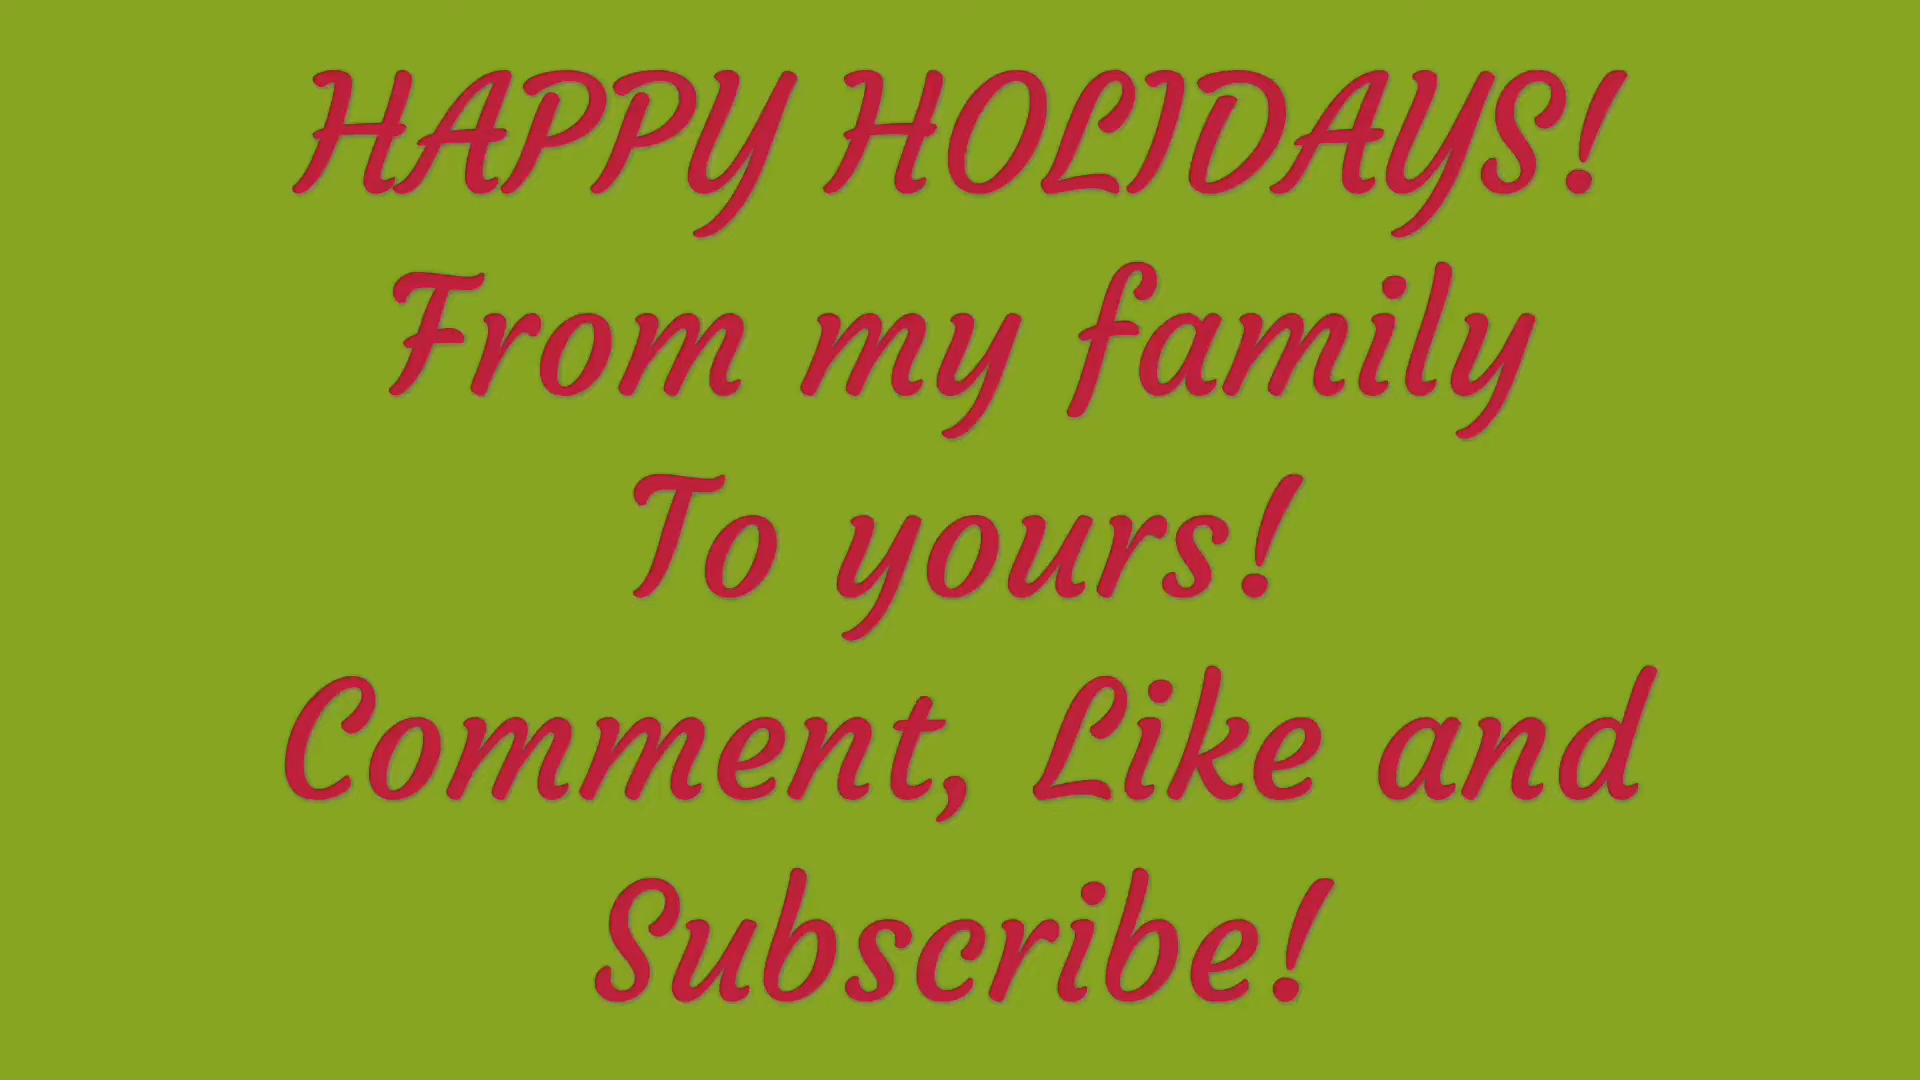 HAPPY HOLIDAYS!
From my family
To yours!
Comment, Like and
Subscribe!